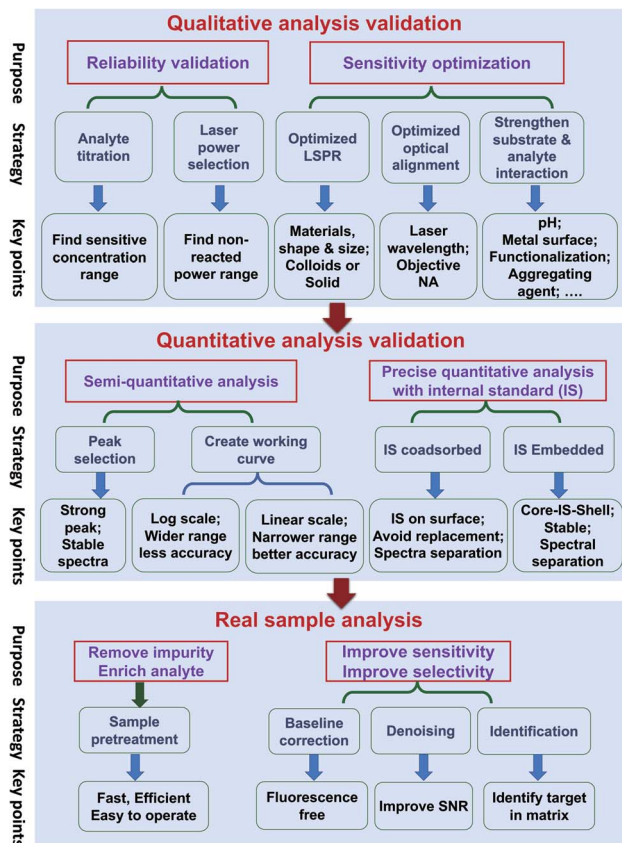 Qualitative analysis validation
Purpose
Reliability validation
Sensitivity optimization
Strategy
Analyte
titration
Laser
power
selection
Optimized
LSPR
Optimized
optical
alignment
Strengthen
substrate &
analyte
interaction
Key points
Find sensitive
concentration
range
Find non-
reacted
power range
Materials,
shape & size;
Colloids or
Solid
Laser
wavelength;
Objective
NA
pH;
Metal surface;
Functionalization;
Aggregating
agent; ....
Quantitative analysis validation
Purpose
Semi-quantitative analysis
Precise quantitative analysis
with internal standard (IS)
Strategy
Peak
selection
Create working
curve
IS coadsorbed
IS Embedded
Key points
Strong
peak;
Stable
spectra
Log scale;
Wider range
less accuracy
Linear scale;
Narrower range
better accuracy
IS on surface;
Avoid replacement;
Spectra separation
Core-IS-Shell;
Stable;
Spectral
separation
Real sample analysis
Purpose
Remove impurity
Enrich analyte
Improve sensitivity
Improve selectivity
Strategy
Sample
pretreatment
Baseline
correction
Denoising
Identification
Key points
Fast, Efficient
Easy to operate
Fluorescence
free
Improve SNR
Identify target
in matrix